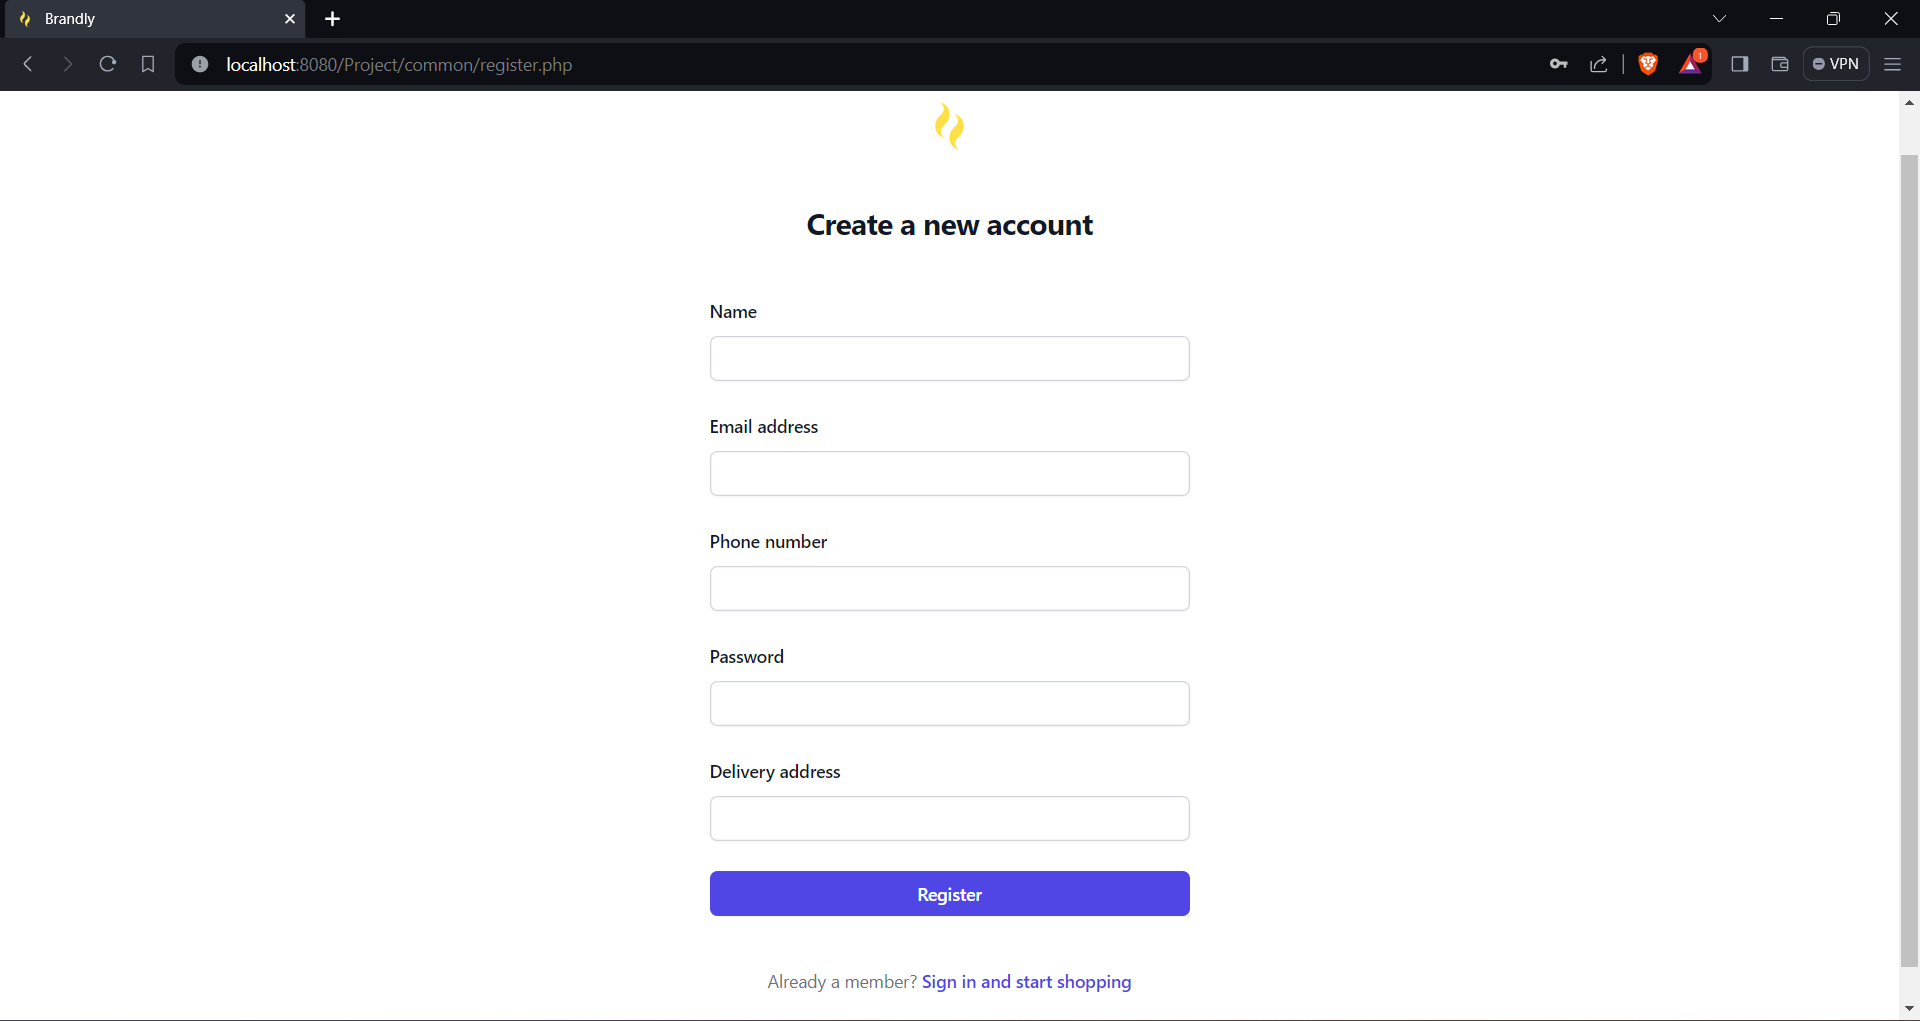 Brandly
localhost:8080/Project/common/register.php
1
VPN
Create a new account
Name
Email address
Phone number
Password
Delivery address
Register
Already a member? Sign in and start shopping